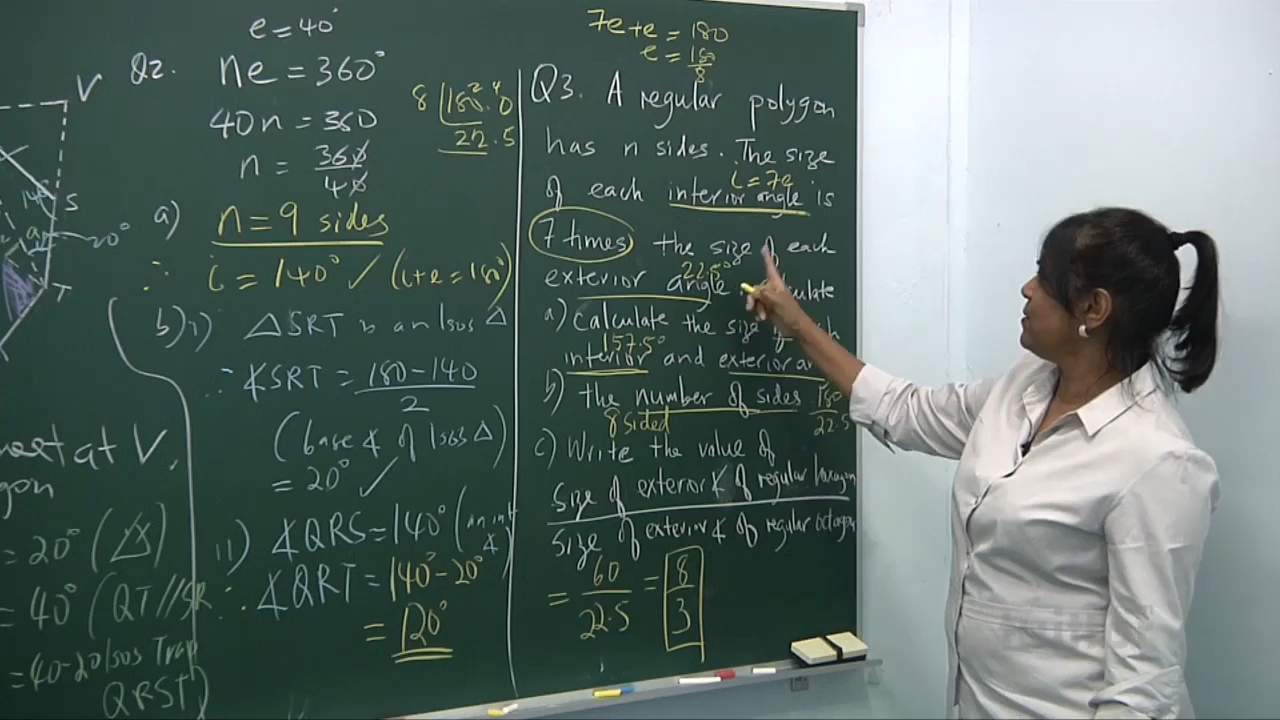 V
S
20°
T
meet at V.
= 20° (
= 40° (QT//SR
= 40-20 Isos Trap
QRST)
e = 40°
Q2. ne = 360°
40n = 360
n = 360/40
a) n = 9 sides
∴ i = 140° ✓ (i+e = 180°)
b) i) △SRT is an Isos △
∴ ∡SRT = 180-140/2
(base ∡ of Isos △)
= 20° ✓
ii) ∡QRS = 140° (an int ∡)
∴ ∡QRT = 140° - 20°
= 120°
8 180.0
22.5
7e+e = 180
e = 180/8
Q3. A regular polygon
has n sides. The size
i = 7e
of each interior angle is
7 times the size of each
22.5°
exterior angle
a) Calculate the size of each
157.5°
interior and exterior
b) the number of sides 180/22.5
8 sided
c) Write the value of
Size of exterior ∡ of regular hexagon
Size of exterior ∡ of regular octagon
= 60/22.5 = 8/3